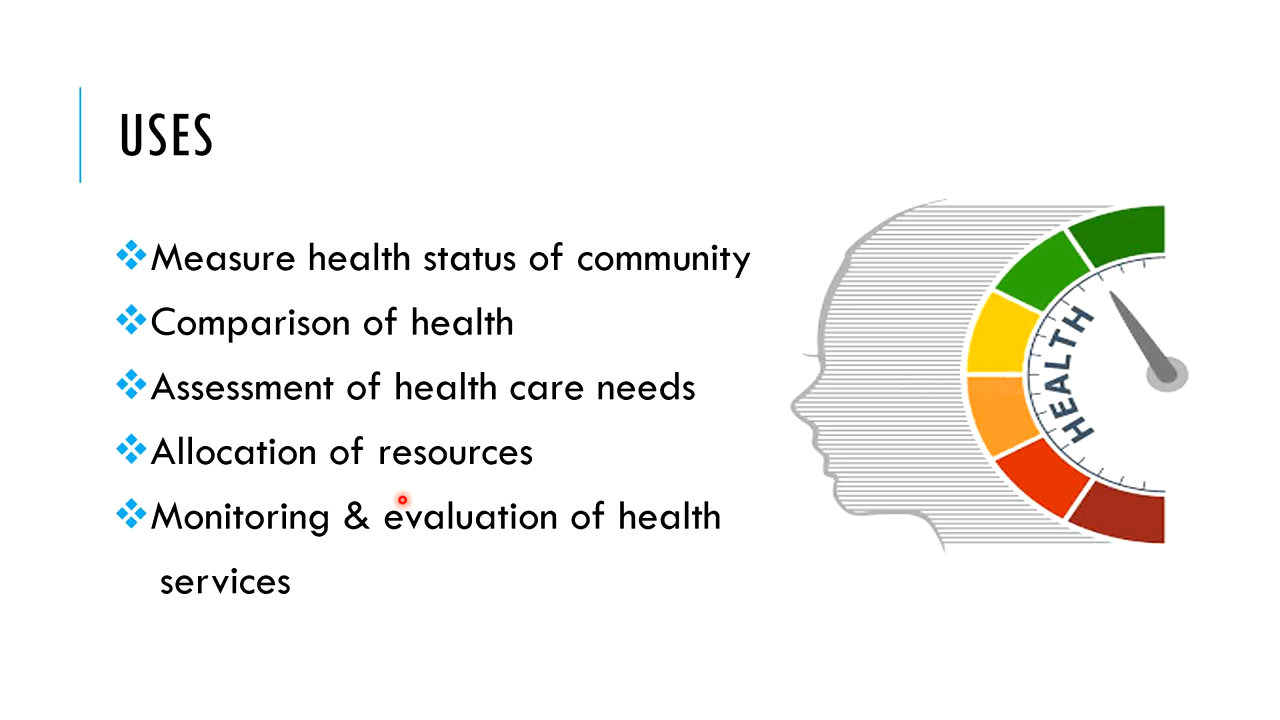 USES
❖Measure health status of community
❖Comparison of health
❖Assessment of health care needs
❖Allocation of resources
❖Monitoring & evaluation of health
services
HEALTH